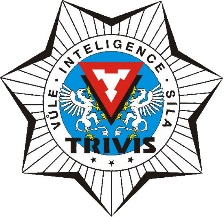 VŮLE · INTELIGENCE · SÍLA
TRIVIS